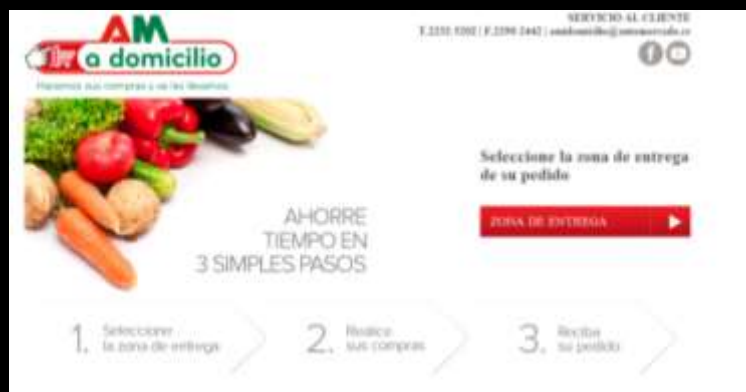 AM
a domicilio
Hacemos sus compras y se las llevamos
SERVICIO AL CLIENTE
Seleccione la zona de entrega
de su pedido
ZONA DE ENTREGA
AHORRE
TIEMPO EN
3 SIMPLES PASOS
1. Seleccione
la zona de entrega
2. Realice
sus compras
3. Reciba
su pedido